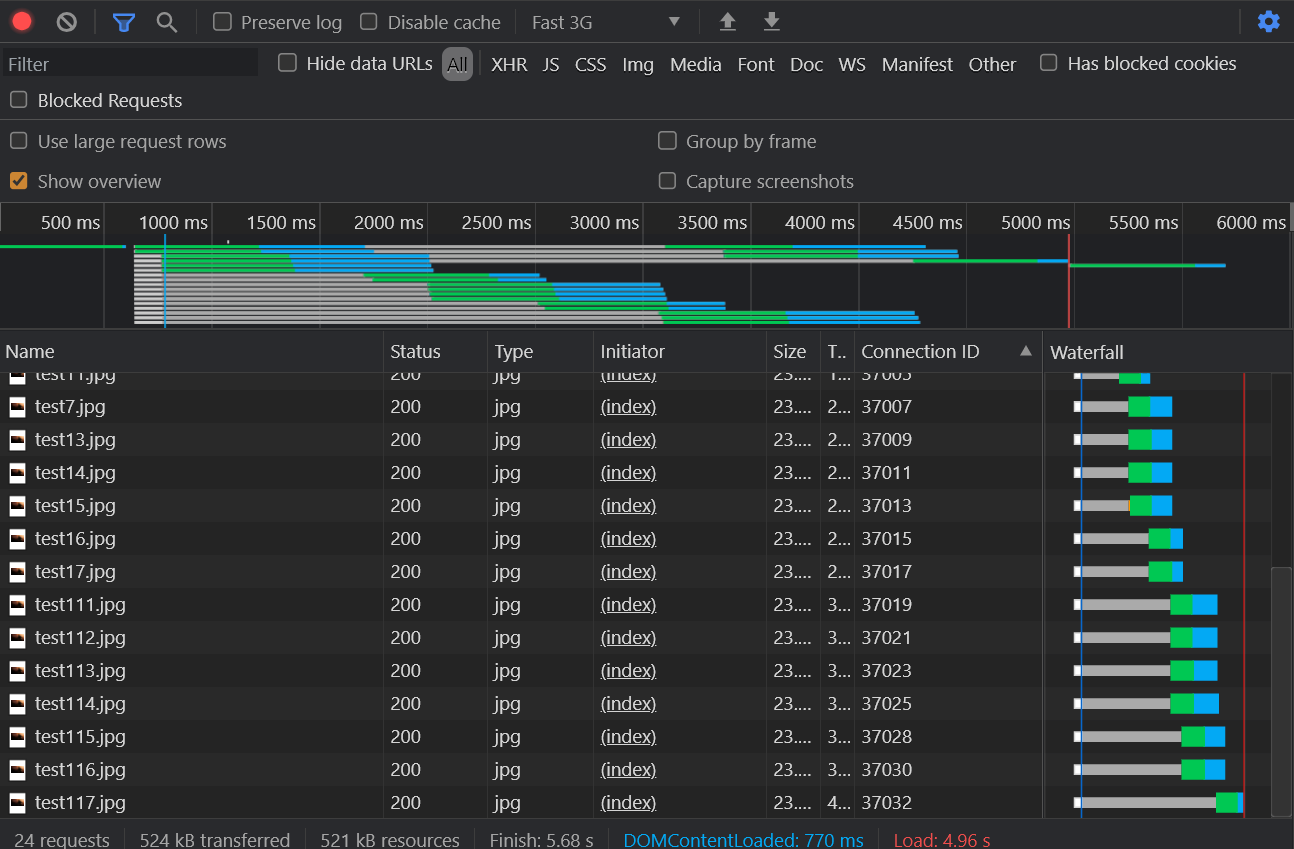 Preserve log Disable cache Fast 3G
Filter Hide data URLs All XHR JS CSS Img Media Font Doc WS Manifest Other Has blocked cookies
Blocked Requests
Use large request rows Group by frame
Show overview Capture screenshots
500 ms 1000 ms 1500 ms 2000 ms 2500 ms 3000 ms 3500 ms 4000 ms 4500 ms 5000 ms 5500 ms 6000 ms
Name Status Type Initiator Size T.. Connection ID Waterfall
test11.jpg 200 jpg (index) 23.... 1... 37005
test7.jpg 200 jpg (index) 23.... 2... 37007
test13.jpg 200 jpg (index) 23.... 2... 37009
test14.jpg 200 jpg (index) 23.... 2... 37011
test15.jpg 200 jpg (index) 23.... 2... 37013
test16.jpg 200 jpg (index) 23.... 2... 37015
test17.jpg 200 jpg (index) 23.... 2... 37017
test111.jpg 200 jpg (index) 23.... 3... 37019
test112.jpg 200 jpg (index) 23.... 3... 37021
test113.jpg 200 jpg (index) 23.... 3... 37023
test114.jpg 200 jpg (index) 23.... 3... 37025
test115.jpg 200 jpg (index) 23.... 3... 37028
test116.jpg 200 jpg (index) 23.... 3... 37030
test117.jpg 200 jpg (index) 23.... 4... 37032
24 requests 524 kB transferred 521 kB resources Finish: 5.68 s DOMContentLoaded: 770 ms Load: 4.96 s